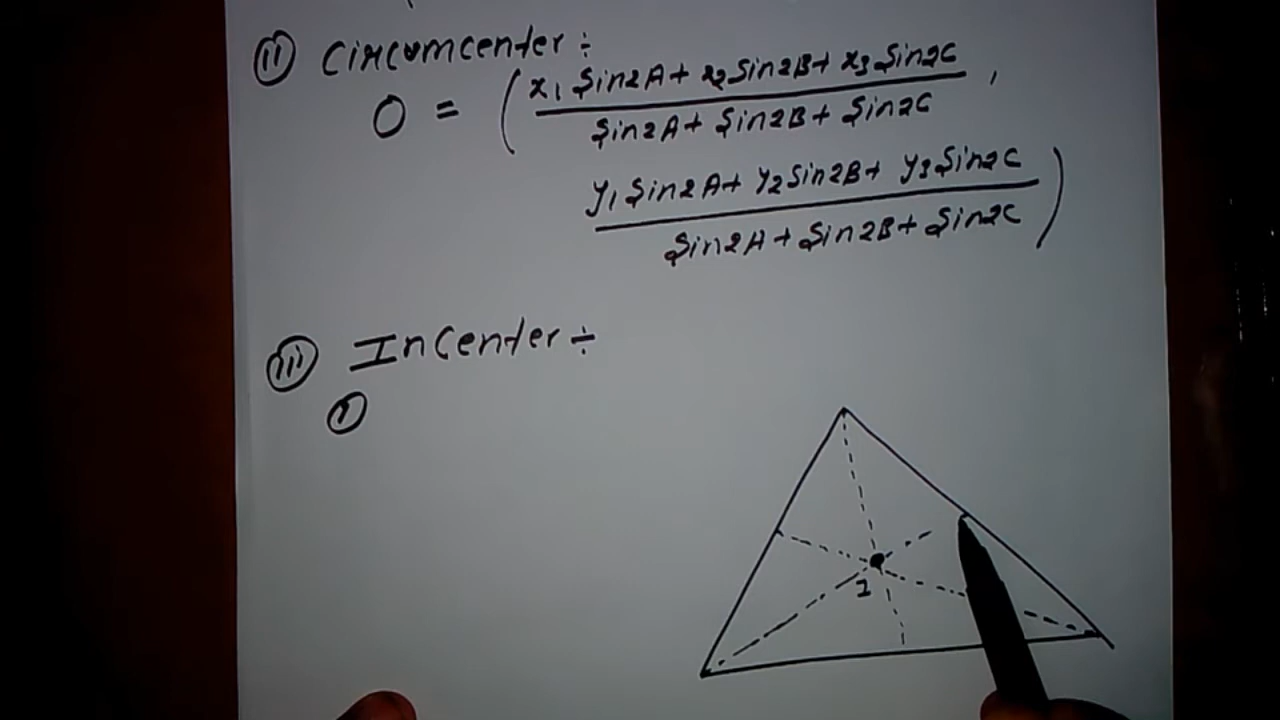 (ii) Circumcenter ÷
O = ( x₁ Sin2A + x₂ Sin2B + x₃ Sin2C / Sin2A + Sin2B + Sin2C ,
y₁ Sin2A + y₂ Sin2B + y₃ Sin2C / Sin2A + Sin2B + Sin2C )
(iii) Incenter ÷
(i)
I